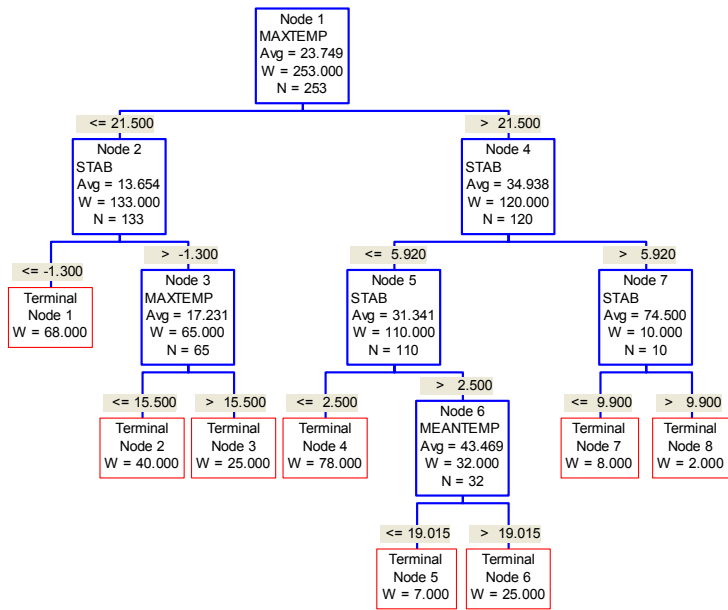 Node 1
MAXTEMP
Avg = 23.749
W = 253.000
N = 253
<= 21.500
> 21.500
Node 2
STAB
Avg = 13.654
W = 133.000
N = 133
Node 4
STAB
Avg = 34.938
W = 120.000
N = 120
<= -1.300
> -1.300
<= 5.920
> 5.920
Terminal
Node 1
W = 68.000
Node 3
MAXTEMP
Avg = 17.231
W = 65.000
N = 65
Node 5
STAB
Avg = 31.341
W = 110.000
N = 110
Node 7
STAB
Avg = 74.500
W = 10.000
N = 10
<= 15.500
> 15.500
<= 2.500
> 2.500
<= 9.900
> 9.900
Terminal
Node 2
W = 40.000
Terminal
Node 3
W = 25.000
Terminal
Node 4
W = 78.000
Node 6
MEANTEMP
Avg = 43.469
W = 32.000
N = 32
Terminal
Node 7
W = 8.000
Terminal
Node 8
W = 2.000
<= 19.015
> 19.015
Terminal
Node 5
W = 7.000
Terminal
Node 6
W = 25.000